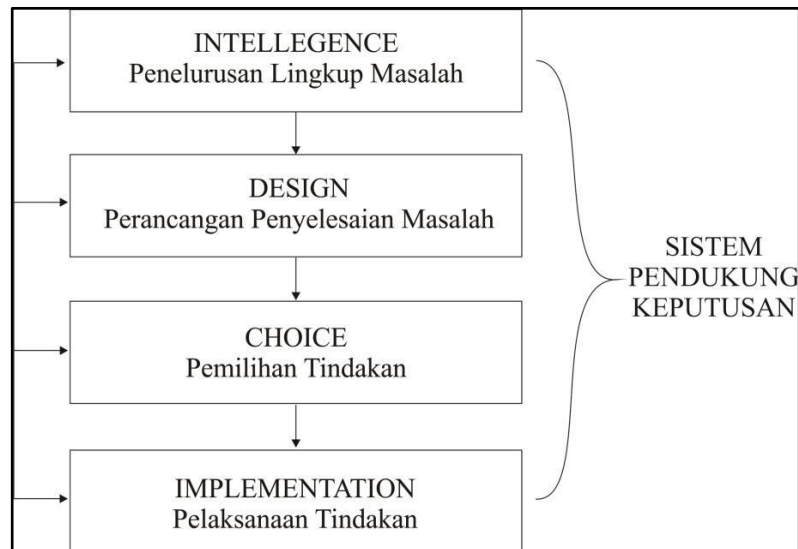 INTELLEGENCE
Penelurusan Lingkup Masalah
DESIGN
Perancangan Penyelesaian Masalah
CHOICE
Pemilihan Tindakan
IMPLEMENTATION
Pelaksanaan Tindakan
SISTEM
PENDUKUNG
KEPUTUSAN